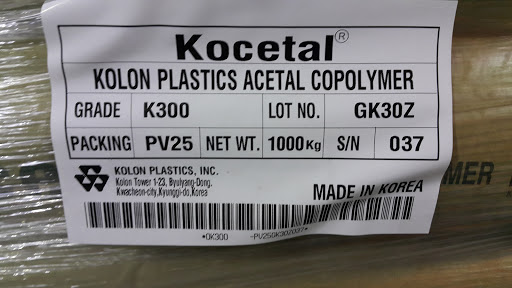 Kocetal®
KOLON PLASTICS ACETAL COPOLYMER
GRADE K300 LOT NO. GK30Z
PACKING PV25 NET WT. 1000Kg S/N 037
KOLON PLASTICS, INC.
Kolon Tower 1-23, Byulyang-Dong.
Kwacheon-city.Kyunggi-do,Korea
MADE IN KOREA
MER